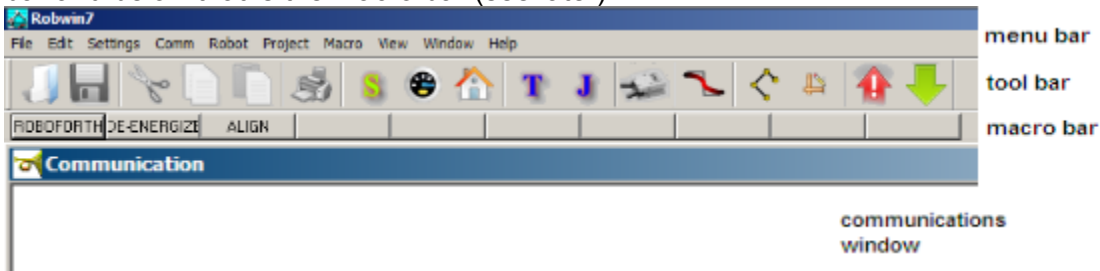 Robwin7
File Edit Settings Comm Robot Project Macro View Window Help
menu bar
S T J
tool bar
ROBOFORTH DE-ENERGIZE ALIGN
macro bar
Communication
communications
window